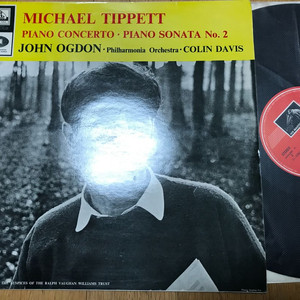 MICHAEL TIPPETT
PIANO CONCERTO · PIANO SONATA No. 2
JOHN OGDON · Philharmonia Orchestra · COLIN DAVIS
THE AUSPICES OF THE RALPH VAUGHAN WILLIAMS TRUST